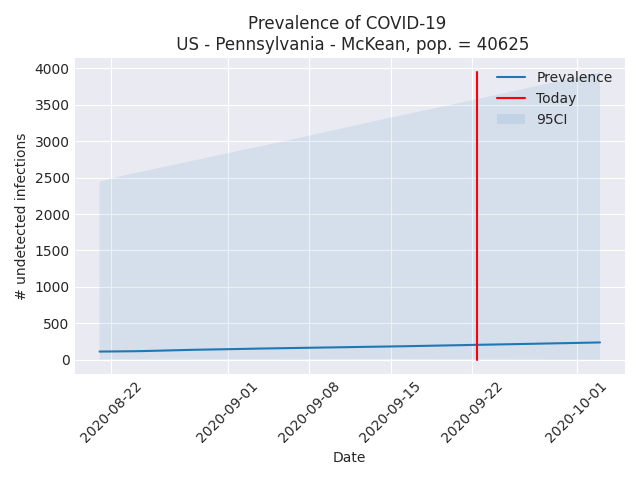 Prevalence of COVID-19
US - Pennsylvania - McKean, pop. = 40625
4000
3500
3000
2500
2000
1500
1000
500
0
# undetected infections
Prevalence
Today
95CI
2020-08-22
2020-09-01
2020-09-08
2020-09-15
2020-09-22
2020-10-01
Date